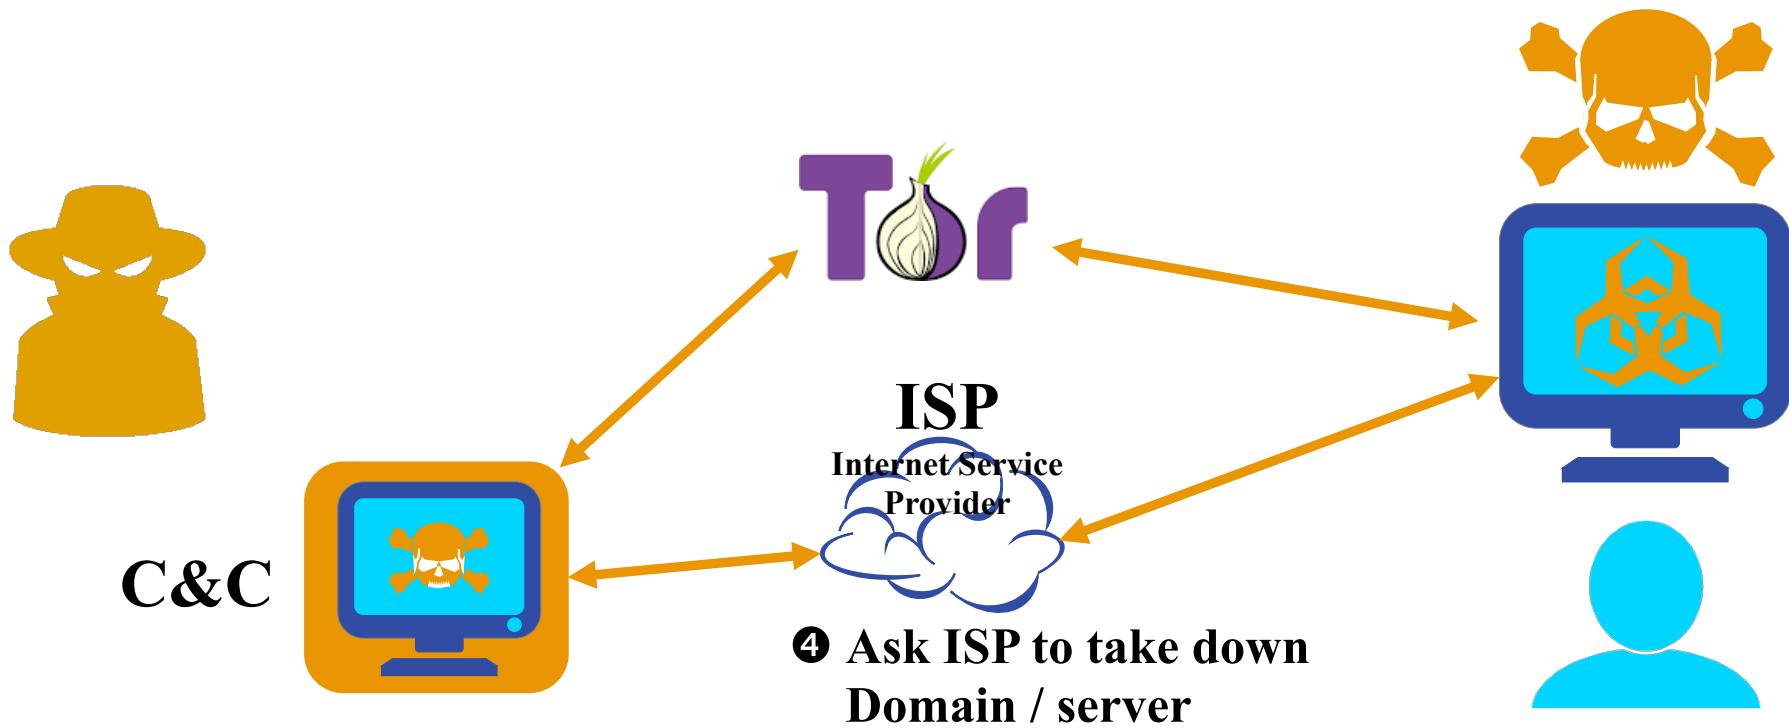 Tor
ISP
Internet Service
Provider
C&C
❹ Ask ISP to take down
Domain / server